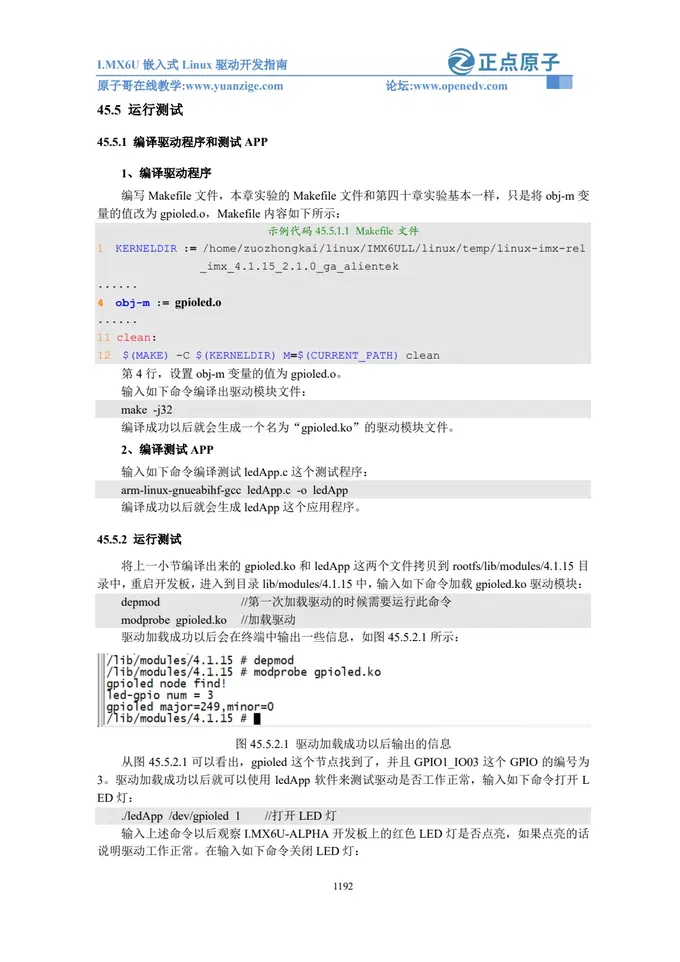 I.MX6U 嵌入式 Linux 驱动开发指南
正点原子
原子哥在线教学:www.yuanzige.com 论坛:www.openedv.com
45.5 运行测试
45.5.1 编译驱动程序和测试 APP
1、编译驱动程序
编写 Makefile 文件，本章实验的 Makefile 文件和第四十章实验基本一样，只是将 obj-m 变
量的值改为 gpioled.o，Makefile 内容如下所示：
示例代码 45.5.1.1 Makefile 文件
1 KERNELDIR := /home/zuozhongkai/linux/IMX6ULL/linux/temp/linux-imx-rel
_imx_4.1.15_2.1.0_ga_alientek
......
4 obj-m := gpioled.o
......
11 clean:
12 $(MAKE) -C $(KERNELDIR) M=$(CURRENT_PATH) clean
第 4 行，设置 obj-m 变量的值为 gpioled.o。
输入如下命令编译出驱动模块文件：
make -j32
编译成功以后就会生成一个名为“gpioled.ko”的驱动模块文件。
2、编译测试 APP
输入如下命令编译测试 ledApp.c 这个测试程序：
arm-linux-gnueabihf-gcc ledApp.c -o ledApp
编译成功以后就会生成 ledApp 这个应用程序。
45.5.2 运行测试
将上一小节编译出来的 gpioled.ko 和 ledApp 这两个文件拷贝到 rootfs/lib/modules/4.1.15 目
录中，重启开发板，进入到目录 lib/modules/4.1.15 中，输入如下命令加载 gpioled.ko 驱动模块：
depmod //第一次加载驱动的时候需要运行此命令
modprobe gpioled.ko //加载驱动
驱动加载成功以后会在终端中输出一些信息，如图 45.5.2.1 所示：
/lib/modules/4.1.15 # depmod
/lib/modules/4.1.15 # modprobe gpioled.ko
gpioled node find!
led-gpio num = 3
gpioled major=249,minor=0
/lib/modules/4.1.15 #
图 45.5.2.1 驱动加载成功以后输出的信息
从图 45.5.2.1 可以看出，gpioled 这个节点找到了，并且 GPIO1_IO03 这个 GPIO 的编号为
3。驱动加载成功以后就可以使用 ledApp 软件来测试驱动是否工作正常，输入如下命令打开 L
ED 灯：
./ledApp /dev/gpioled 1 //打开 LED 灯
输入上述命令以后观察 I.MX6U-ALPHA 开发板上的红色 LED 灯是否点亮，如果点亮的话
说明驱动工作正常。在输入如下命令关闭 LED 灯：
1192